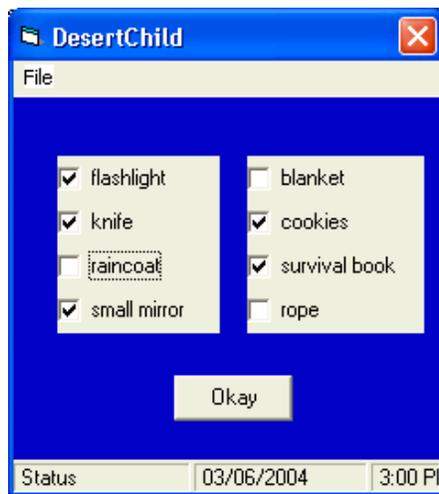 DesertChild
File
flashlight
knife
raincoat
small mirror
blanket
cookies
survival book
rope
Okay
Status 03/06/2004 3:00 P